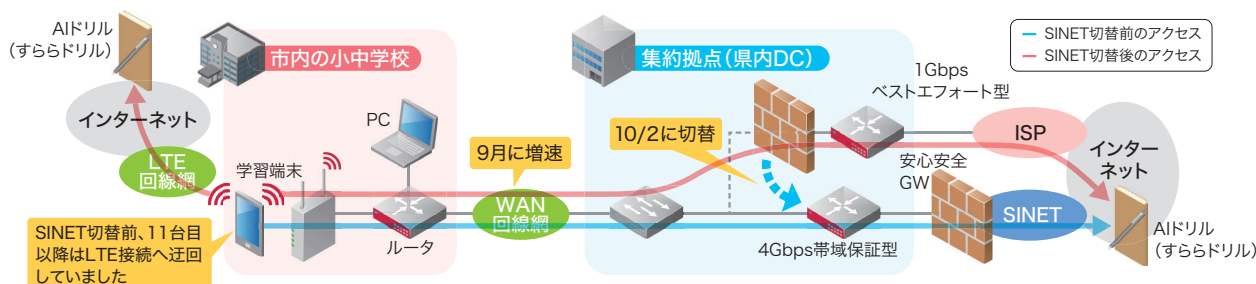 AIドリル
(すららドリル)
インターネット
LTE
回線網
SINET切替前、11台目
以降はLTE接続へ迂回
していました
市内の小中学校
PC
学習端末
ルータ
9月に増速
WAN
回線網
集約拠点(県内DC)
10/2に切替
1Gbps
ベストエフォート型
4Gbps帯域保証型
安心安全
GW
ISP
SINET
インター
ネット
AIドリル
(すららドリル)
SINET切替前のアクセス
SINET切替後のアクセス